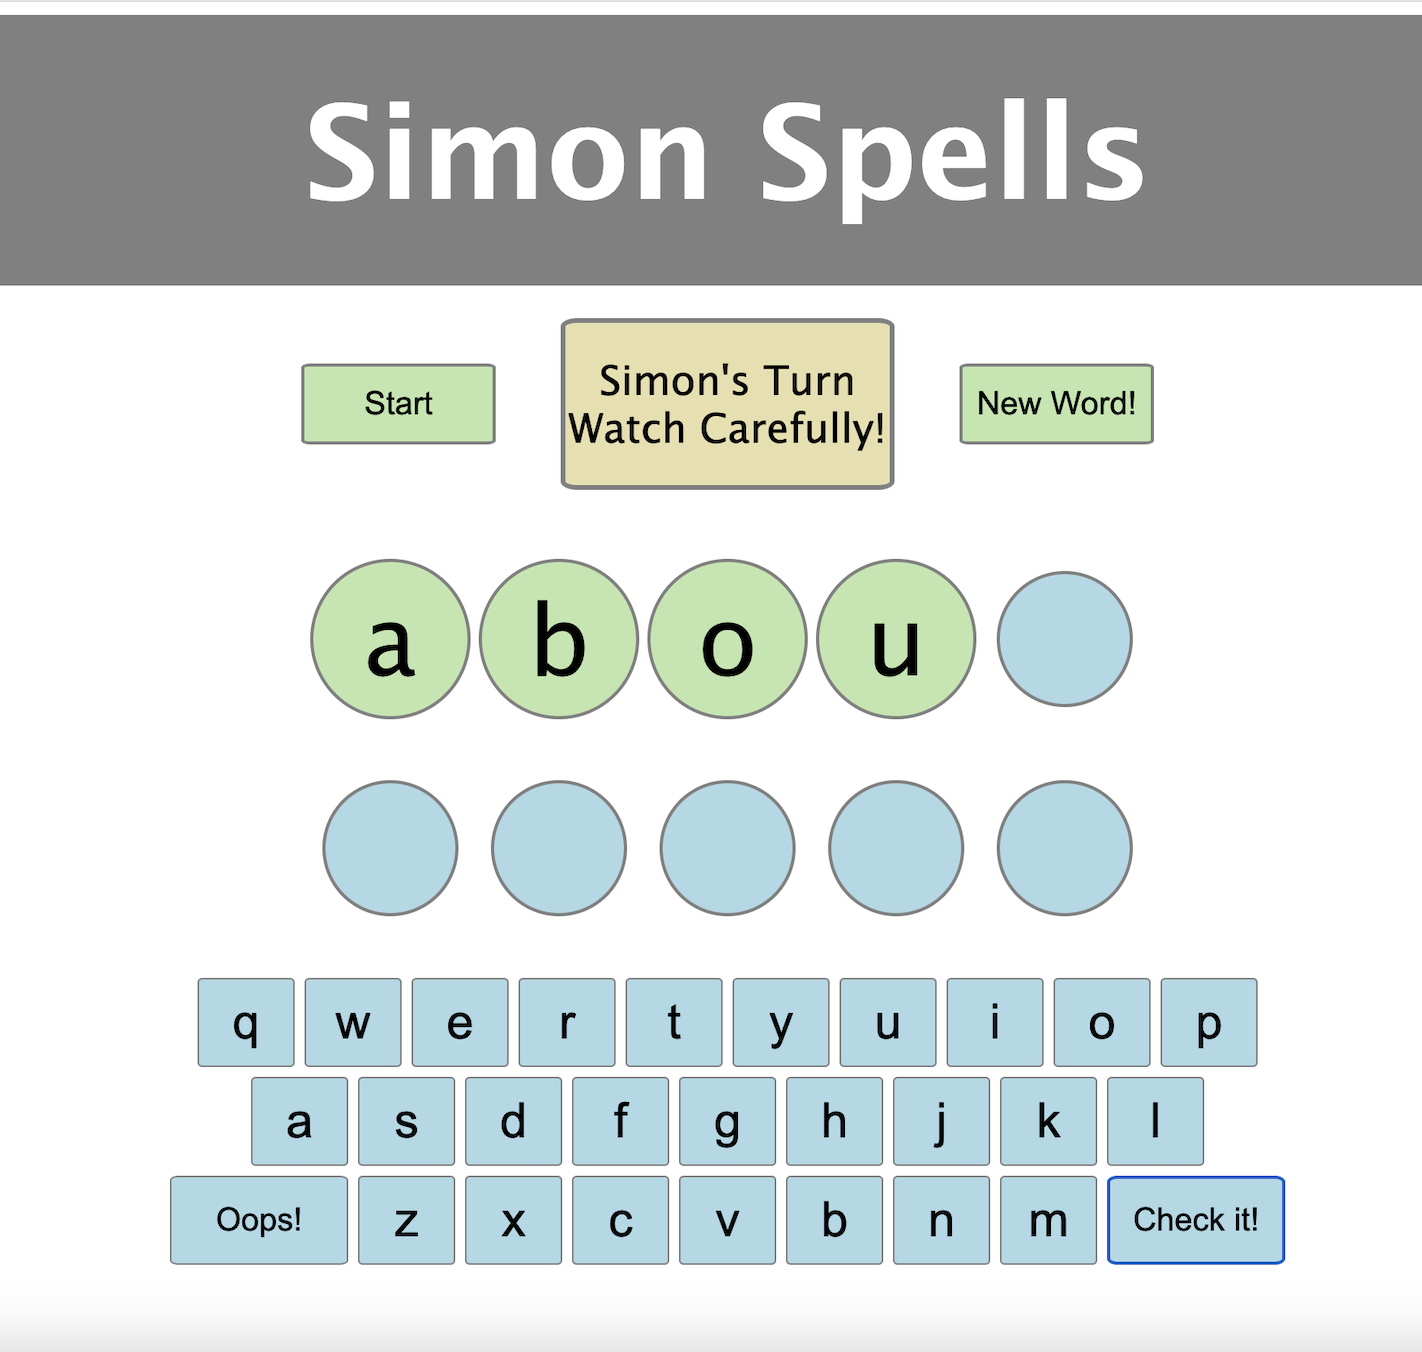 Simon Spells
Start
Simon's Turn
Watch Carefully!
New Word!
a b o u
q w e r t y u i o p
a s d f g h j k l
Oops! z x c v b n m Check it!